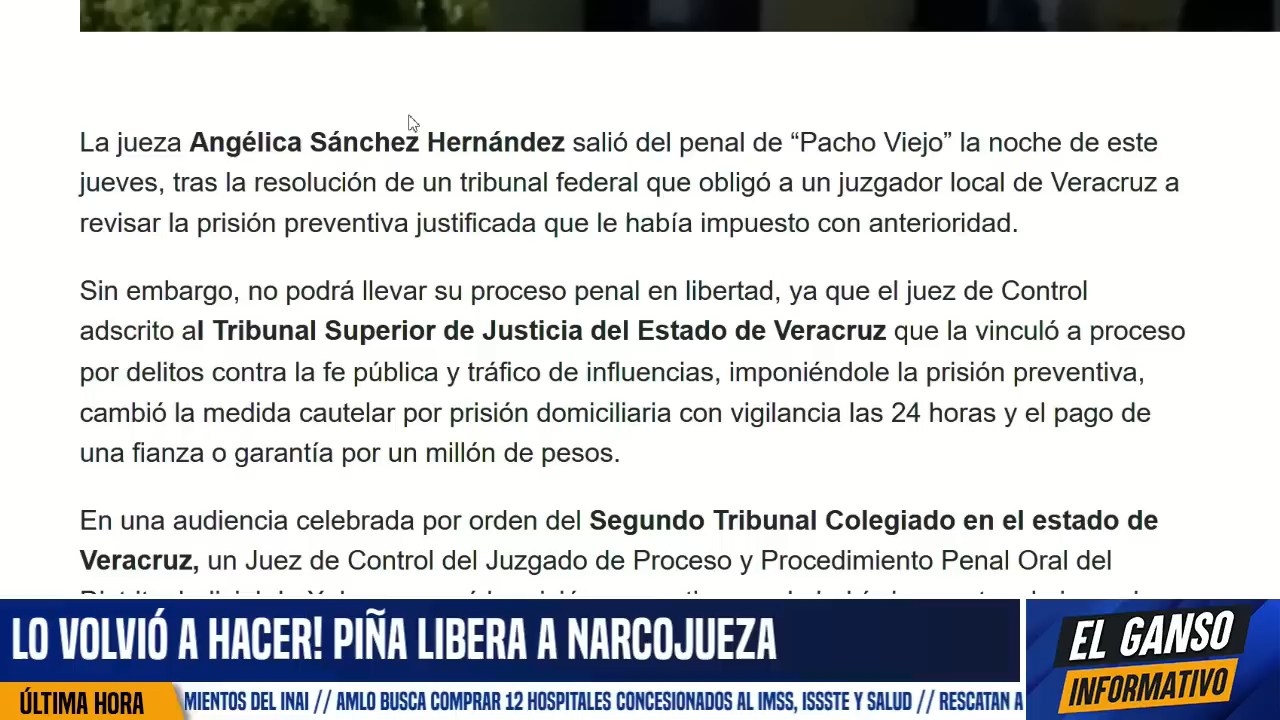 La jueza Angélica Sánchez Hernández salió del penal de “Pacho Viejo” la noche de este
jueves, tras la resolución de un tribunal federal que obligó a un juzgador local de Veracruz a
revisar la prisión preventiva justificada que le había impuesto con anterioridad.
Sin embargo, no podrá llevar su proceso penal en libertad, ya que el juez de Control
adscrito al Tribunal Superior de Justicia del Estado de Veracruz que la vinculó a proceso
por delitos contra la fe pública y tráfico de influencias, imponiéndole la prisión preventiva,
cambió la medida cautelar por prisión domiciliaria con vigilancia las 24 horas y el pago de
una fianza o garantía por un millón de pesos.
En una audiencia celebrada por orden del Segundo Tribunal Colegiado en el estado de
Veracruz, un Juez de Control del Juzgado de Proceso y Procedimiento Penal Oral del
LO VOLVIÓ A HACER! PIÑA LIBERA A NARCOJUEZA
EL GANSO
INFORMATIVO
ÚLTIMA HORA
MIENTOS DEL INAI // AMLO BUSCA COMPRAR 12 HOSPITALES CONCESIONADOS AL IMSS, ISSSTE Y SALUD // RESCATAN A